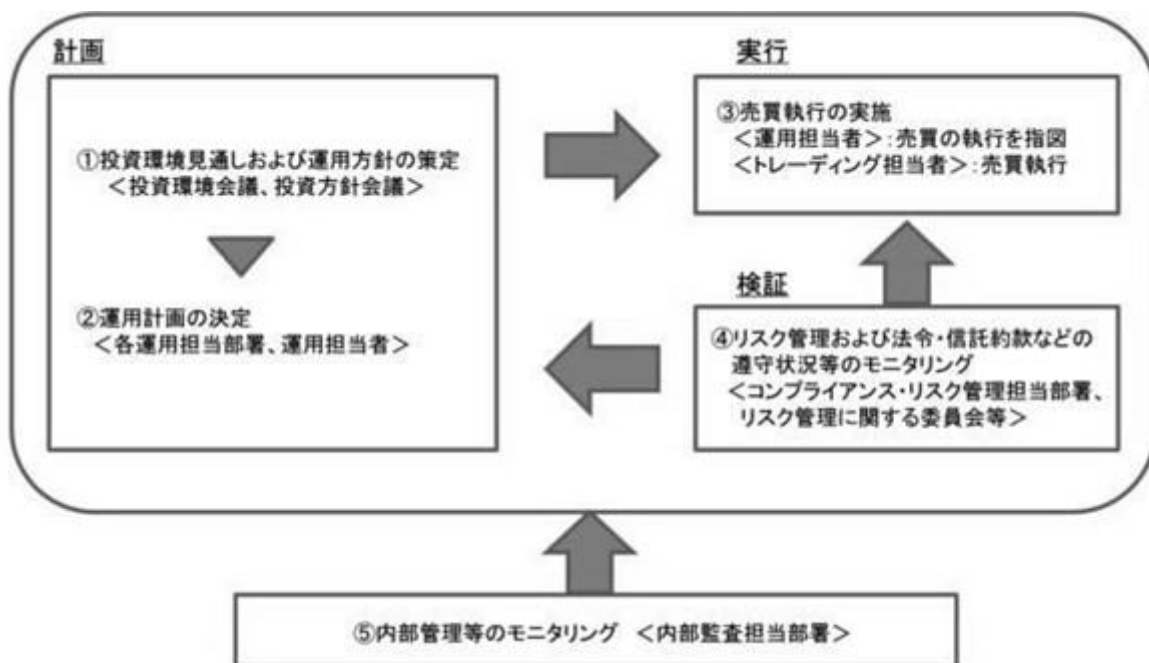 計画
①投資環境見通しおよび運用方針の策定
＜投資環境会議、投資方針会議＞
②運用計画の決定
＜各運用担当部署、運用担当者＞
実行
③売買執行の実施
＜運用担当者＞：売買の執行を指図
＜トレーディング担当者＞：売買執行
検証
④リスク管理および法令・信託約款などの
遵守状況等のモニタリング
＜コンプライアンス・リスク管理担当部署、
リスク管理に関する委員会等＞
⑤内部管理等のモニタリング ＜内部監査担当部署＞